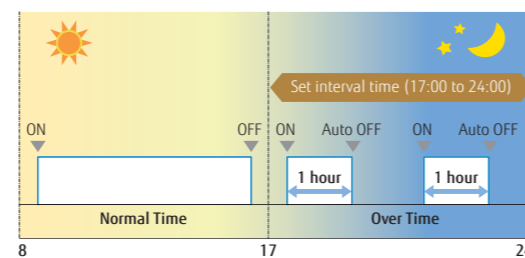 Set interval time (17:00 to 24:00)
ON OFF ON Auto OFF ON Auto OFF
1 hour 1 hour
Normal Time Over Time
8 17 2